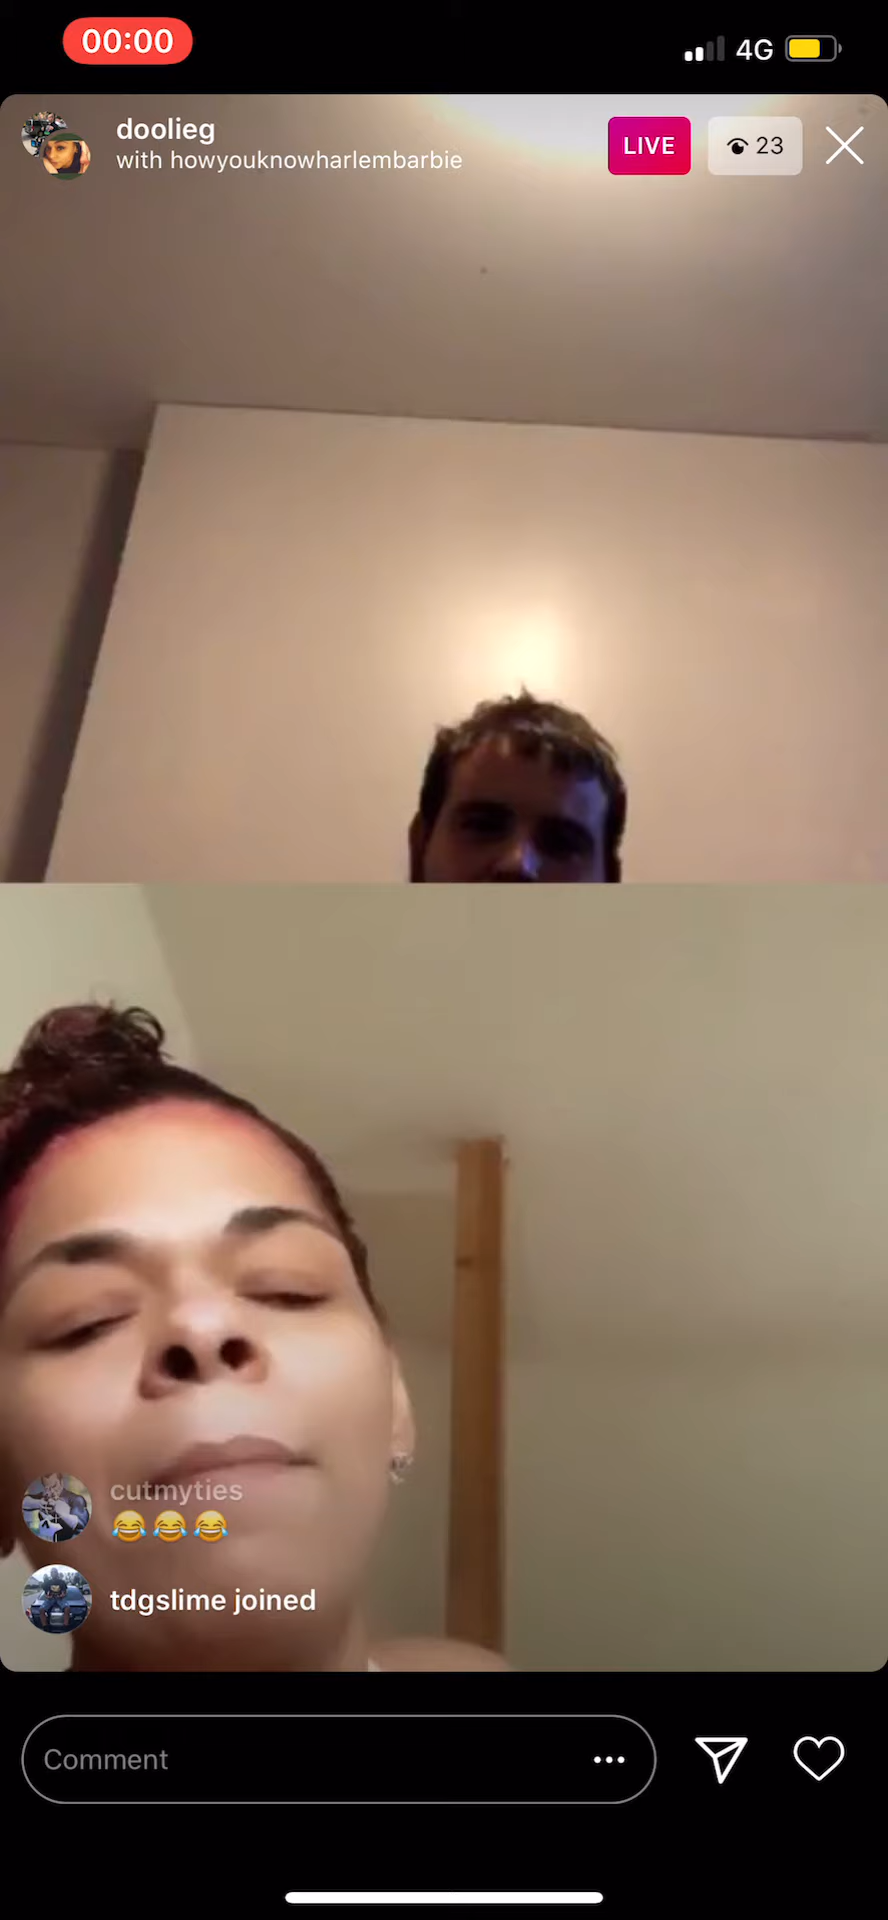 00:00
4G
doolieg
with howyouknowharlembarbie
LIVE
23
cutmyties
😂😂😂
tdgslime joined
Comment